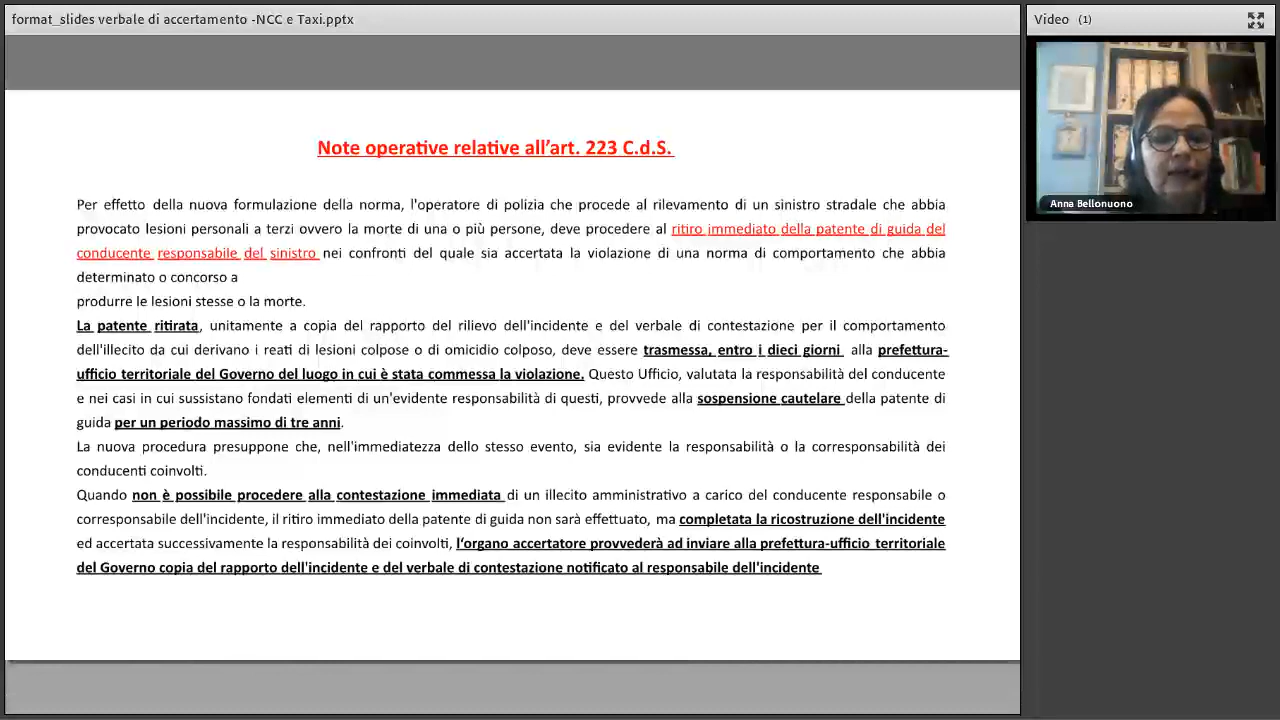 format_slides verbale di accertamento -NCC e Taxi.pptx
Video (1)
Anna Bellonuono
Note operative relative all’art. 223 C.d.S.
Per effetto della nuova formulazione della norma, l'operatore di polizia che procede al rilevamento di un sinistro stradale che abbia
provocato lesioni personali a terzi ovvero la morte di una o più persone, deve procedere al ritiro immediato della patente di guida del
conducente responsabile del sinistro nei confronti del quale sia accertata la violazione di una norma di comportamento che abbia
determinato o concorso a
produrre le lesioni stesse o la morte.
La patente ritirata, unitamente a copia del rapporto del rilievo dell'incidente e del verbale di contestazione per il comportamento
dell'illecito da cui derivano i reati di lesioni colpose o di omicidio colposo, deve essere trasmessa, entro i dieci giorni alla prefettura-
ufficio territoriale del Governo del luogo in cui è stata commessa la violazione. Questo Ufficio, valutata la responsabilità del conducente
e nei casi in cui sussistano fondati elementi di un'evidente responsabilità di questi, provvede alla sospensione cautelare della patente di
guida per un periodo massimo di tre anni.
La nuova procedura presuppone che, nell'immediatezza dello stesso evento, sia evidente la responsabilità o la corresponsabilità dei
conducenti coinvolti.
Quando non è possibile procedere alla contestazione immediata di un illecito amministrativo a carico del conducente responsabile o
corresponsabile dell'incidente, il ritiro immediato della patente di guida non sarà effettuato, ma completata la ricostruzione dell'incidente
ed accertata successivamente la responsabilità dei coinvolti, l‘organo accertatore provvederà ad inviare alla prefettura-ufficio territoriale
del Governo copia del rapporto dell'incidente e del verbale di contestazione notificato al responsabile dell'incidente